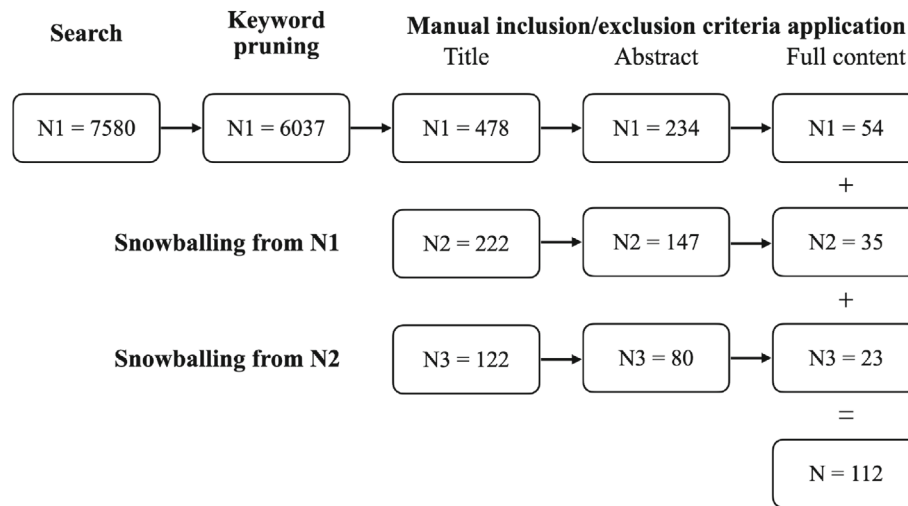 Search
Keyword
pruning
Manual inclusion/exclusion criteria application
Title
Abstract
Full content
N1 = 7580
N1 = 6037
N1 = 478
N1 = 234
N1 = 54
+
Snowballing from N1
N2 = 222
N2 = 147
N2 = 35
+
Snowballing from N2
N3 = 122
N3 = 80
N3 = 23
=
N = 112